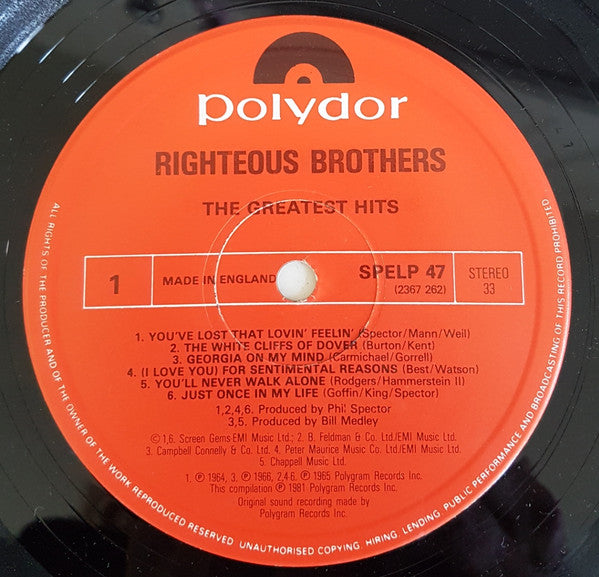 polydor
RIGHTEOUS BROTHERS
THE GREATEST HITS
1
MADE IN ENGLAND
SPELP 47
(2367 262)
STEREO
33
1. YOU'VE LOST THAT LOVIN' FEELIN' (Spector/Mann/Weil)
2. THE WHITE CLIFFS OF DOVER (Burton/Kent)
3. GEORGIA ON MY MIND (Carmichael/Gorrell)
4. (I LOVE YOU) FOR SENTIMENTAL REASONS (Best/Watson)
5. YOU'LL NEVER WALK ALONE (Rodgers/Hammerstein II)
6. JUST ONCE IN MY LIFE (Goffin/King/Spector)
1,2,4,6. Produced by Phil Spector
3,5. Produced by Bill Medley
© 1,6. Screen Gems EMI Music Ltd.; 2. B. Feldman & Co. Ltd./EMI Music Ltd.
3. Campbell Connelly & Co. Ltd. 4. Peter Maurice Music Co. Ltd/EMI Music Ltd.
5. Chappell Music Ltd.
1. ℗ 1964, 3. ℗ 1966, 2,4,6. ℗ 1965 Polygram Records Inc.
This compilation ℗ 1981 Polygram Records Inc.
Original sound recording made by
Polygram Records Inc.
ALL RIGHTS OF THE PRODUCER AND OF THE OWNER OF THE WORK REPRODUCED RESERVED. UNAUTHORISED COPYING, HIRING, LENDING, PUBLIC PERFORMANCE AND BROADCASTING OF THIS RECORD PROHIBITED